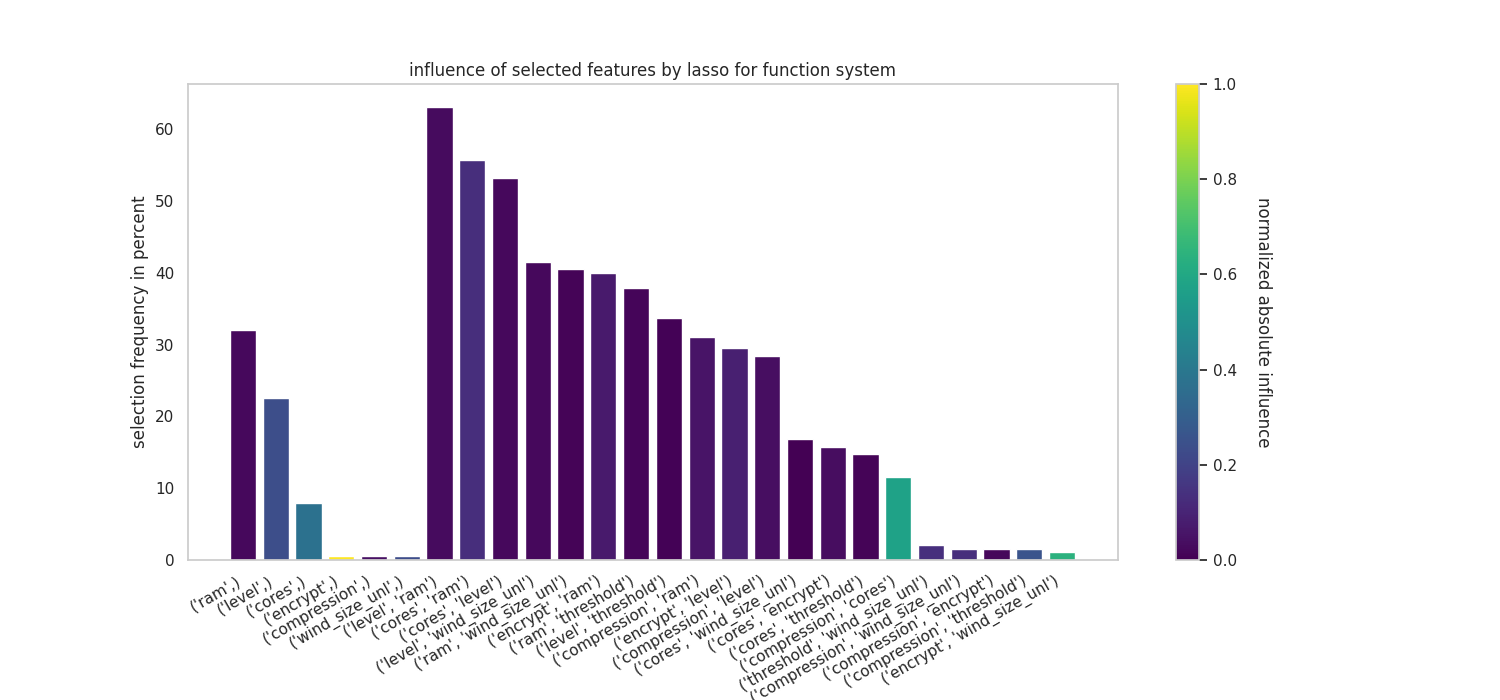 influence of selected features by lasso for function system
selection frequency in percent
60
50
40
30
20
10
0
('ram',)
('level',)
('cores',)
('encrypt',)
('compression',)
('wind_size_unl',)
('level', 'ram')
('cores', 'ram')
('cores', 'level')
('level', 'wind_size_unl')
('ram', 'wind_size_unl')
('encrypt', 'ram')
('ram', 'threshold')
('level', 'threshold')
('compression', 'ram')
('encrypt', 'level')
('compression', 'level')
('cores', 'wind_size_unl')
('cores', 'encrypt')
('cores', 'threshold')
('compression', 'cores')
('threshold', 'wind_size_unl')
('compression', 'wind_size_unl')
('compression', 'encrypt')
('compression', 'threshold')
('encrypt', 'wind_size_unl')
1.0
0.8
0.6
0.4
0.2
0.0
normalized absolute influence